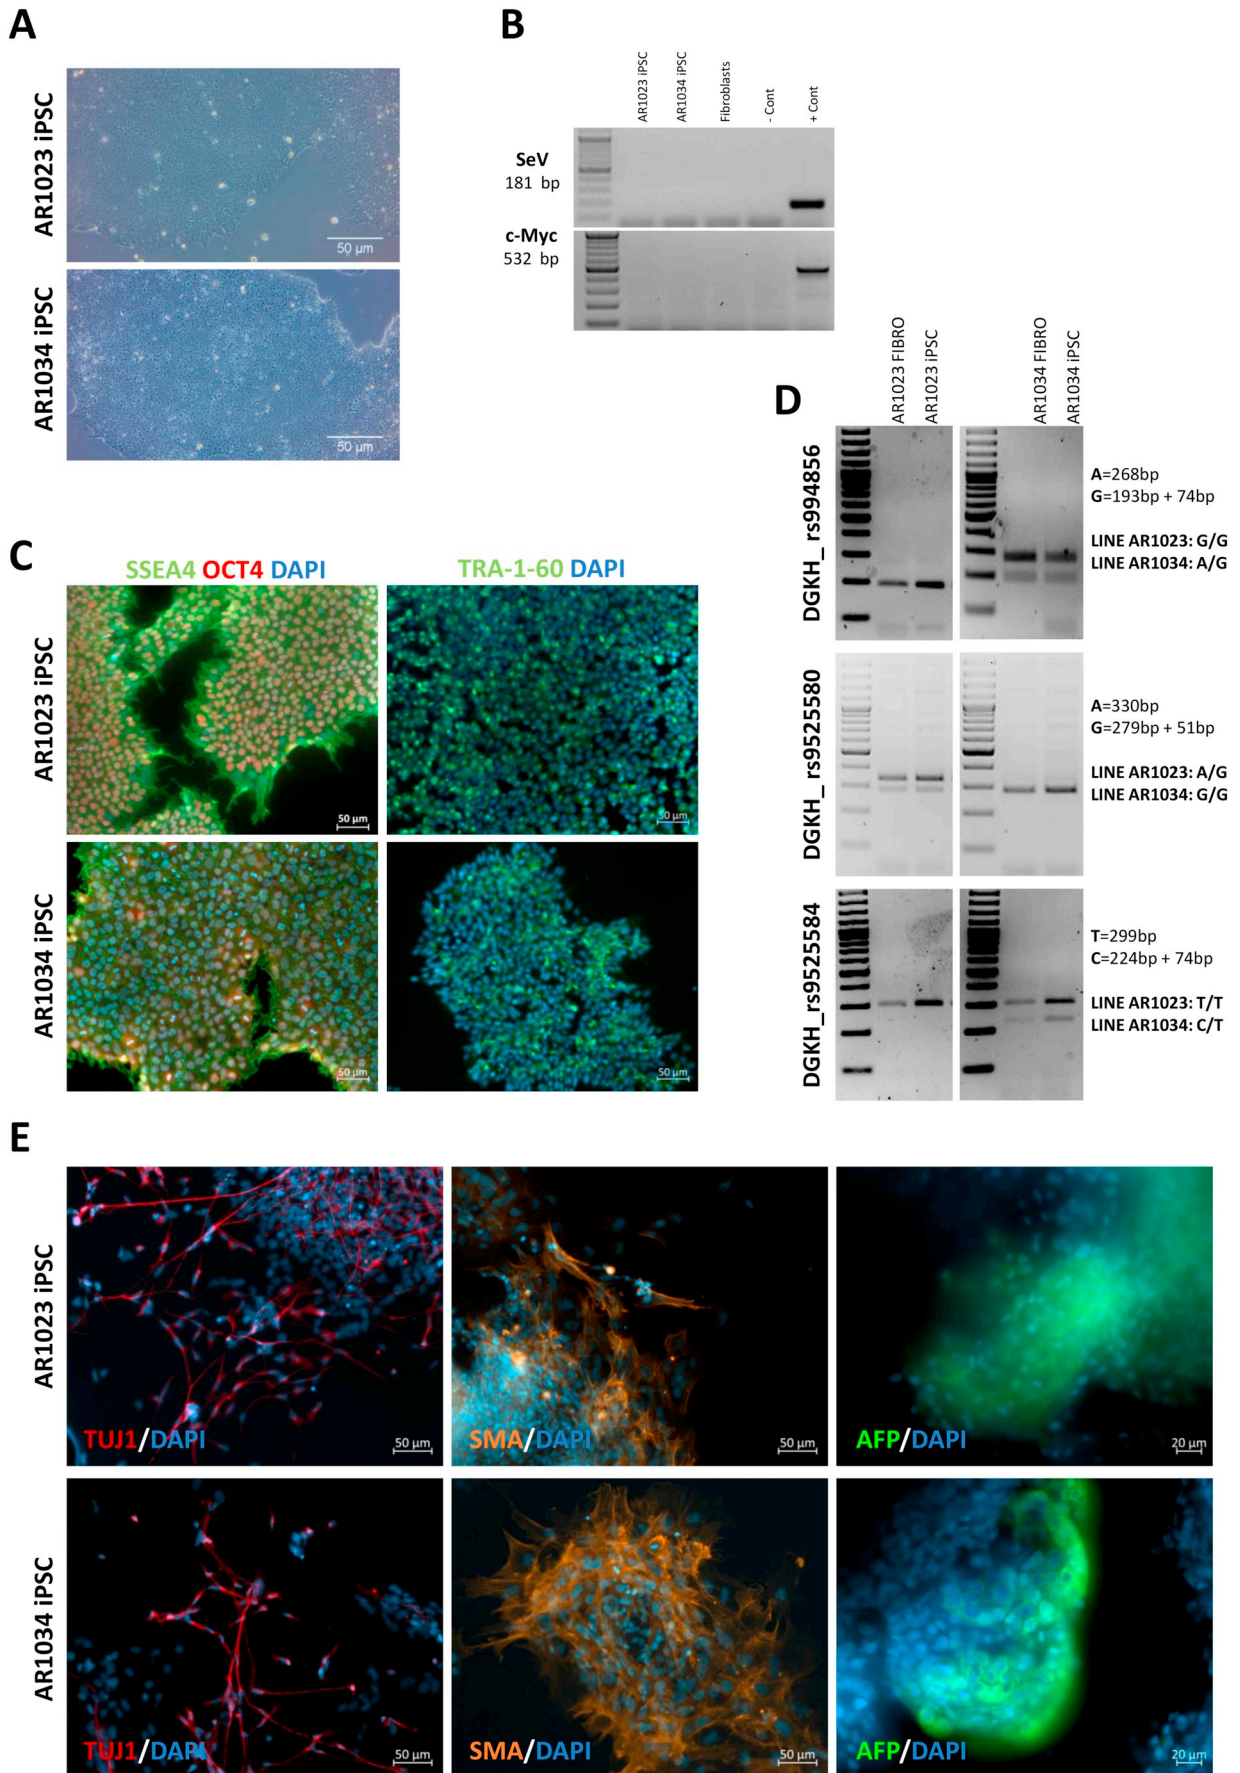 A
AR1023 iPSC
50 µm
AR1034 iPSC
50 µm
B
AR1023 iPSC
AR1034 iPSC
Fibroblasts
- Cont
+ Cont
SeV
181 bp
c-Myc
532 bp
C
SSEA4 OCT4 DAPI
TRA-1-60 DAPI
AR1023 iPSC
50 µm
50 µm
AR1034 iPSC
50 µm
50 µm
D
AR1023 FIBRO
AR1023 iPSC
AR1034 FIBRO
AR1034 iPSC
DGKH_rs994856
A=268bp
G=193bp + 74bp
LINE AR1023: G/G
LINE AR1034: A/G
DGKH_rs9525580
A=330bp
G=279bp + 51bp
LINE AR1023: A/G
LINE AR1034: G/G
DGKH_rs9525584
T=299bp
C=224bp + 74bp
LINE AR1023: T/T
LINE AR1034: C/T
E
AR1023 iPSC
TUJ1/DAPI
50 µm
SMA/DAPI
50 µm
AFP/DAPI
20 µm
AR1034 iPSC
TUJ1/DAPI
50 µm
SMA/DAPI
50 µm
AFP/DAPI
20 µm